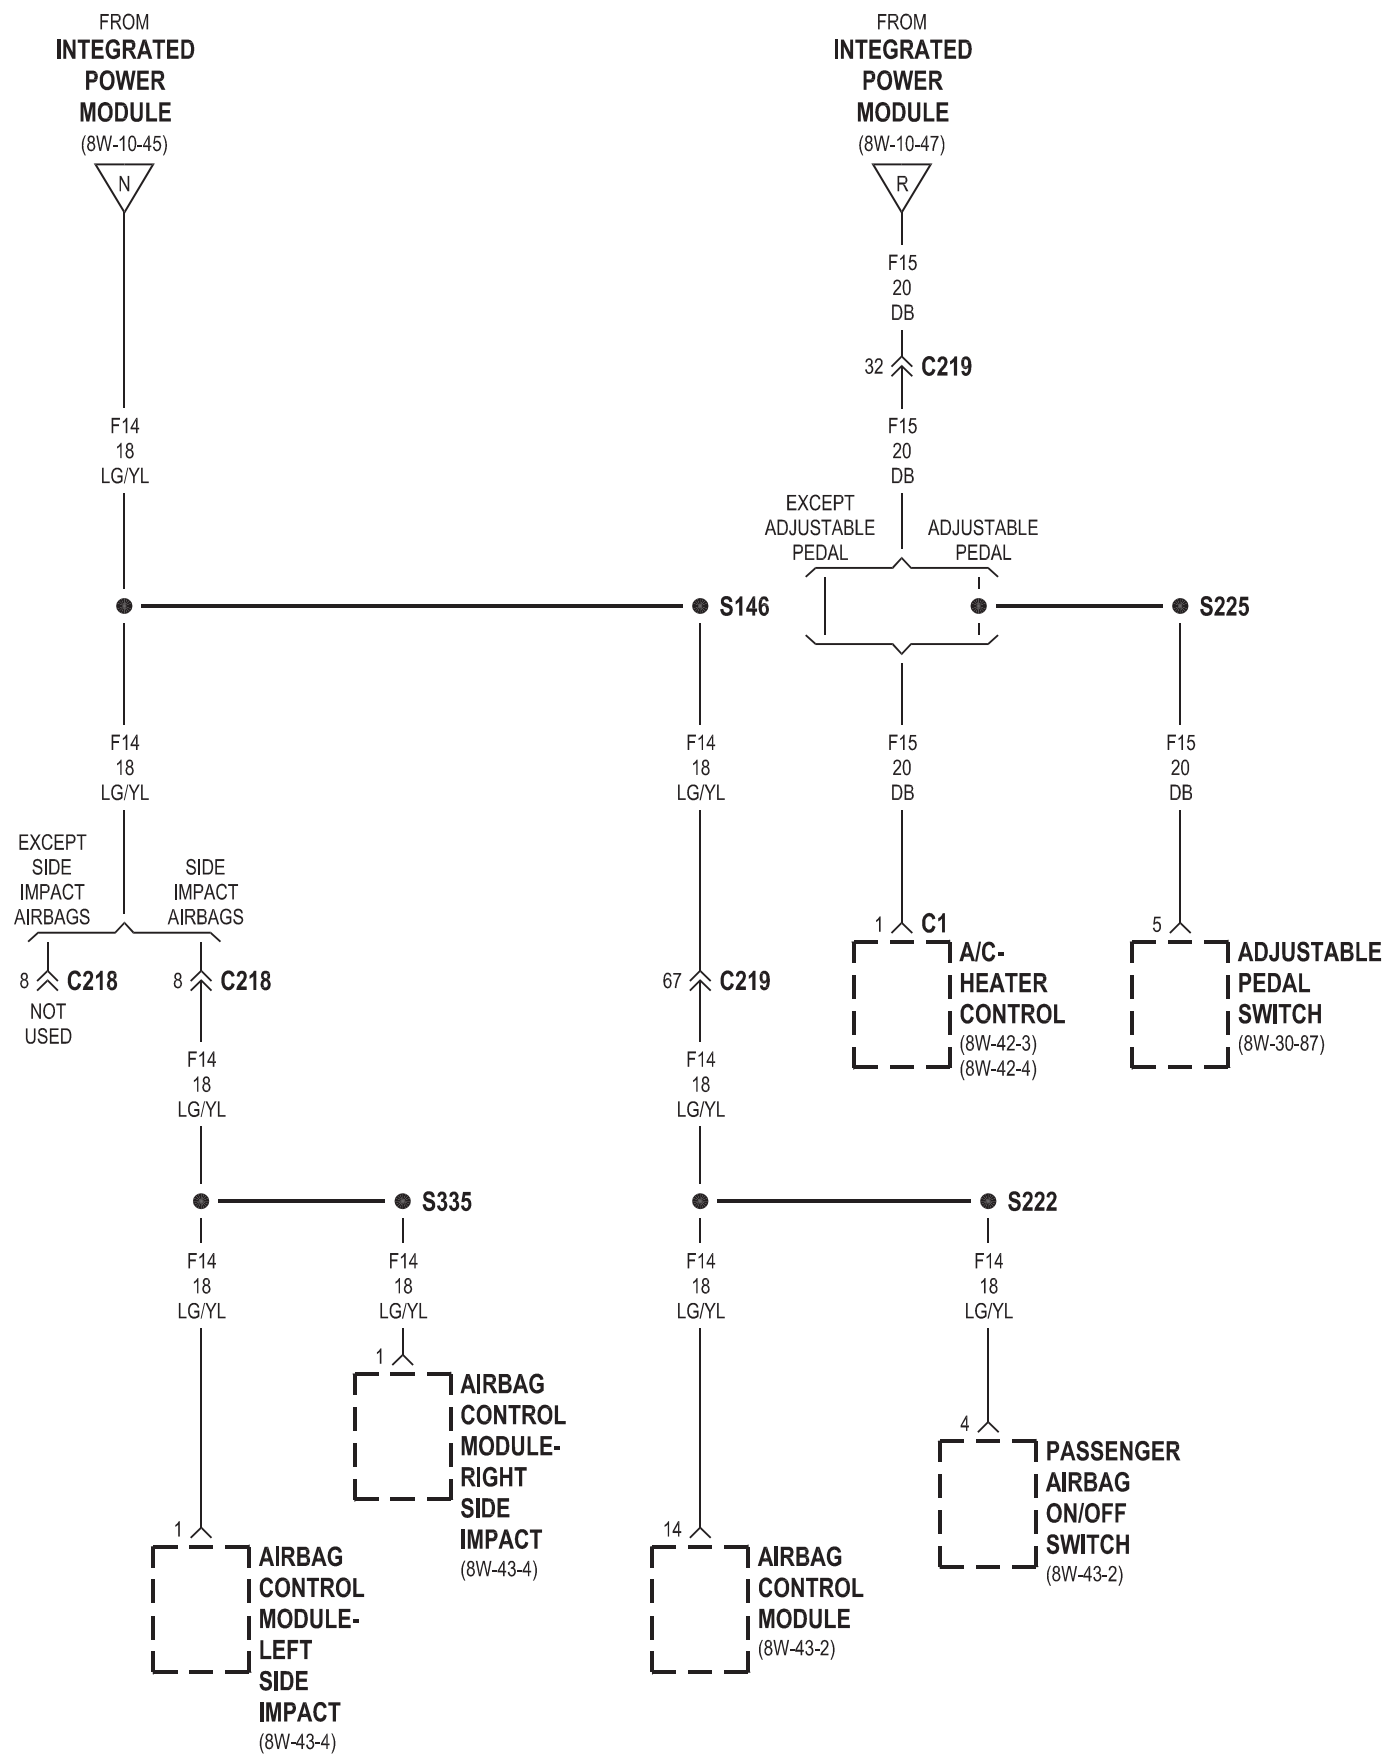 FROM
INTEGRATED
POWER
MODULE
(8W-10-45)
N
F14
18
LG/YL
FROM
INTEGRATED
POWER
MODULE
(8W-10-47)
R
F15
20
DB
32 C219
F15
20
DB
EXCEPT
ADJUSTABLE
PEDAL
ADJUSTABLE
PEDAL
S146
S225
F14
18
LG/YL
F14
18
LG/YL
F15
20
DB
F15
20
DB
EXCEPT
SIDE
IMPACT
AIRBAGS
SIDE
IMPACT
AIRBAGS
8 C218
NOT
USED
8 C218
67 C219
1 C1
A/C-
HEATER
CONTROL
(8W-42-3)
(8W-42-4)
5
ADJUSTABLE
PEDAL
SWITCH
(8W-30-87)
F14
18
LG/YL
F14
18
LG/YL
S335
S222
F14
18
LG/YL
F14
18
LG/YL
F14
18
LG/YL
F14
18
LG/YL
1
AIRBAG
CONTROL
MODULE-
RIGHT
SIDE
IMPACT
(8W-43-4)
4
PASSENGER
AIRBAG
ON/OFF
SWITCH
(8W-43-2)
1
AIRBAG
CONTROL
MODULE-
LEFT
SIDE
IMPACT
(8W-43-4)
14
AIRBAG
CONTROL
MODULE
(8W-43-2)